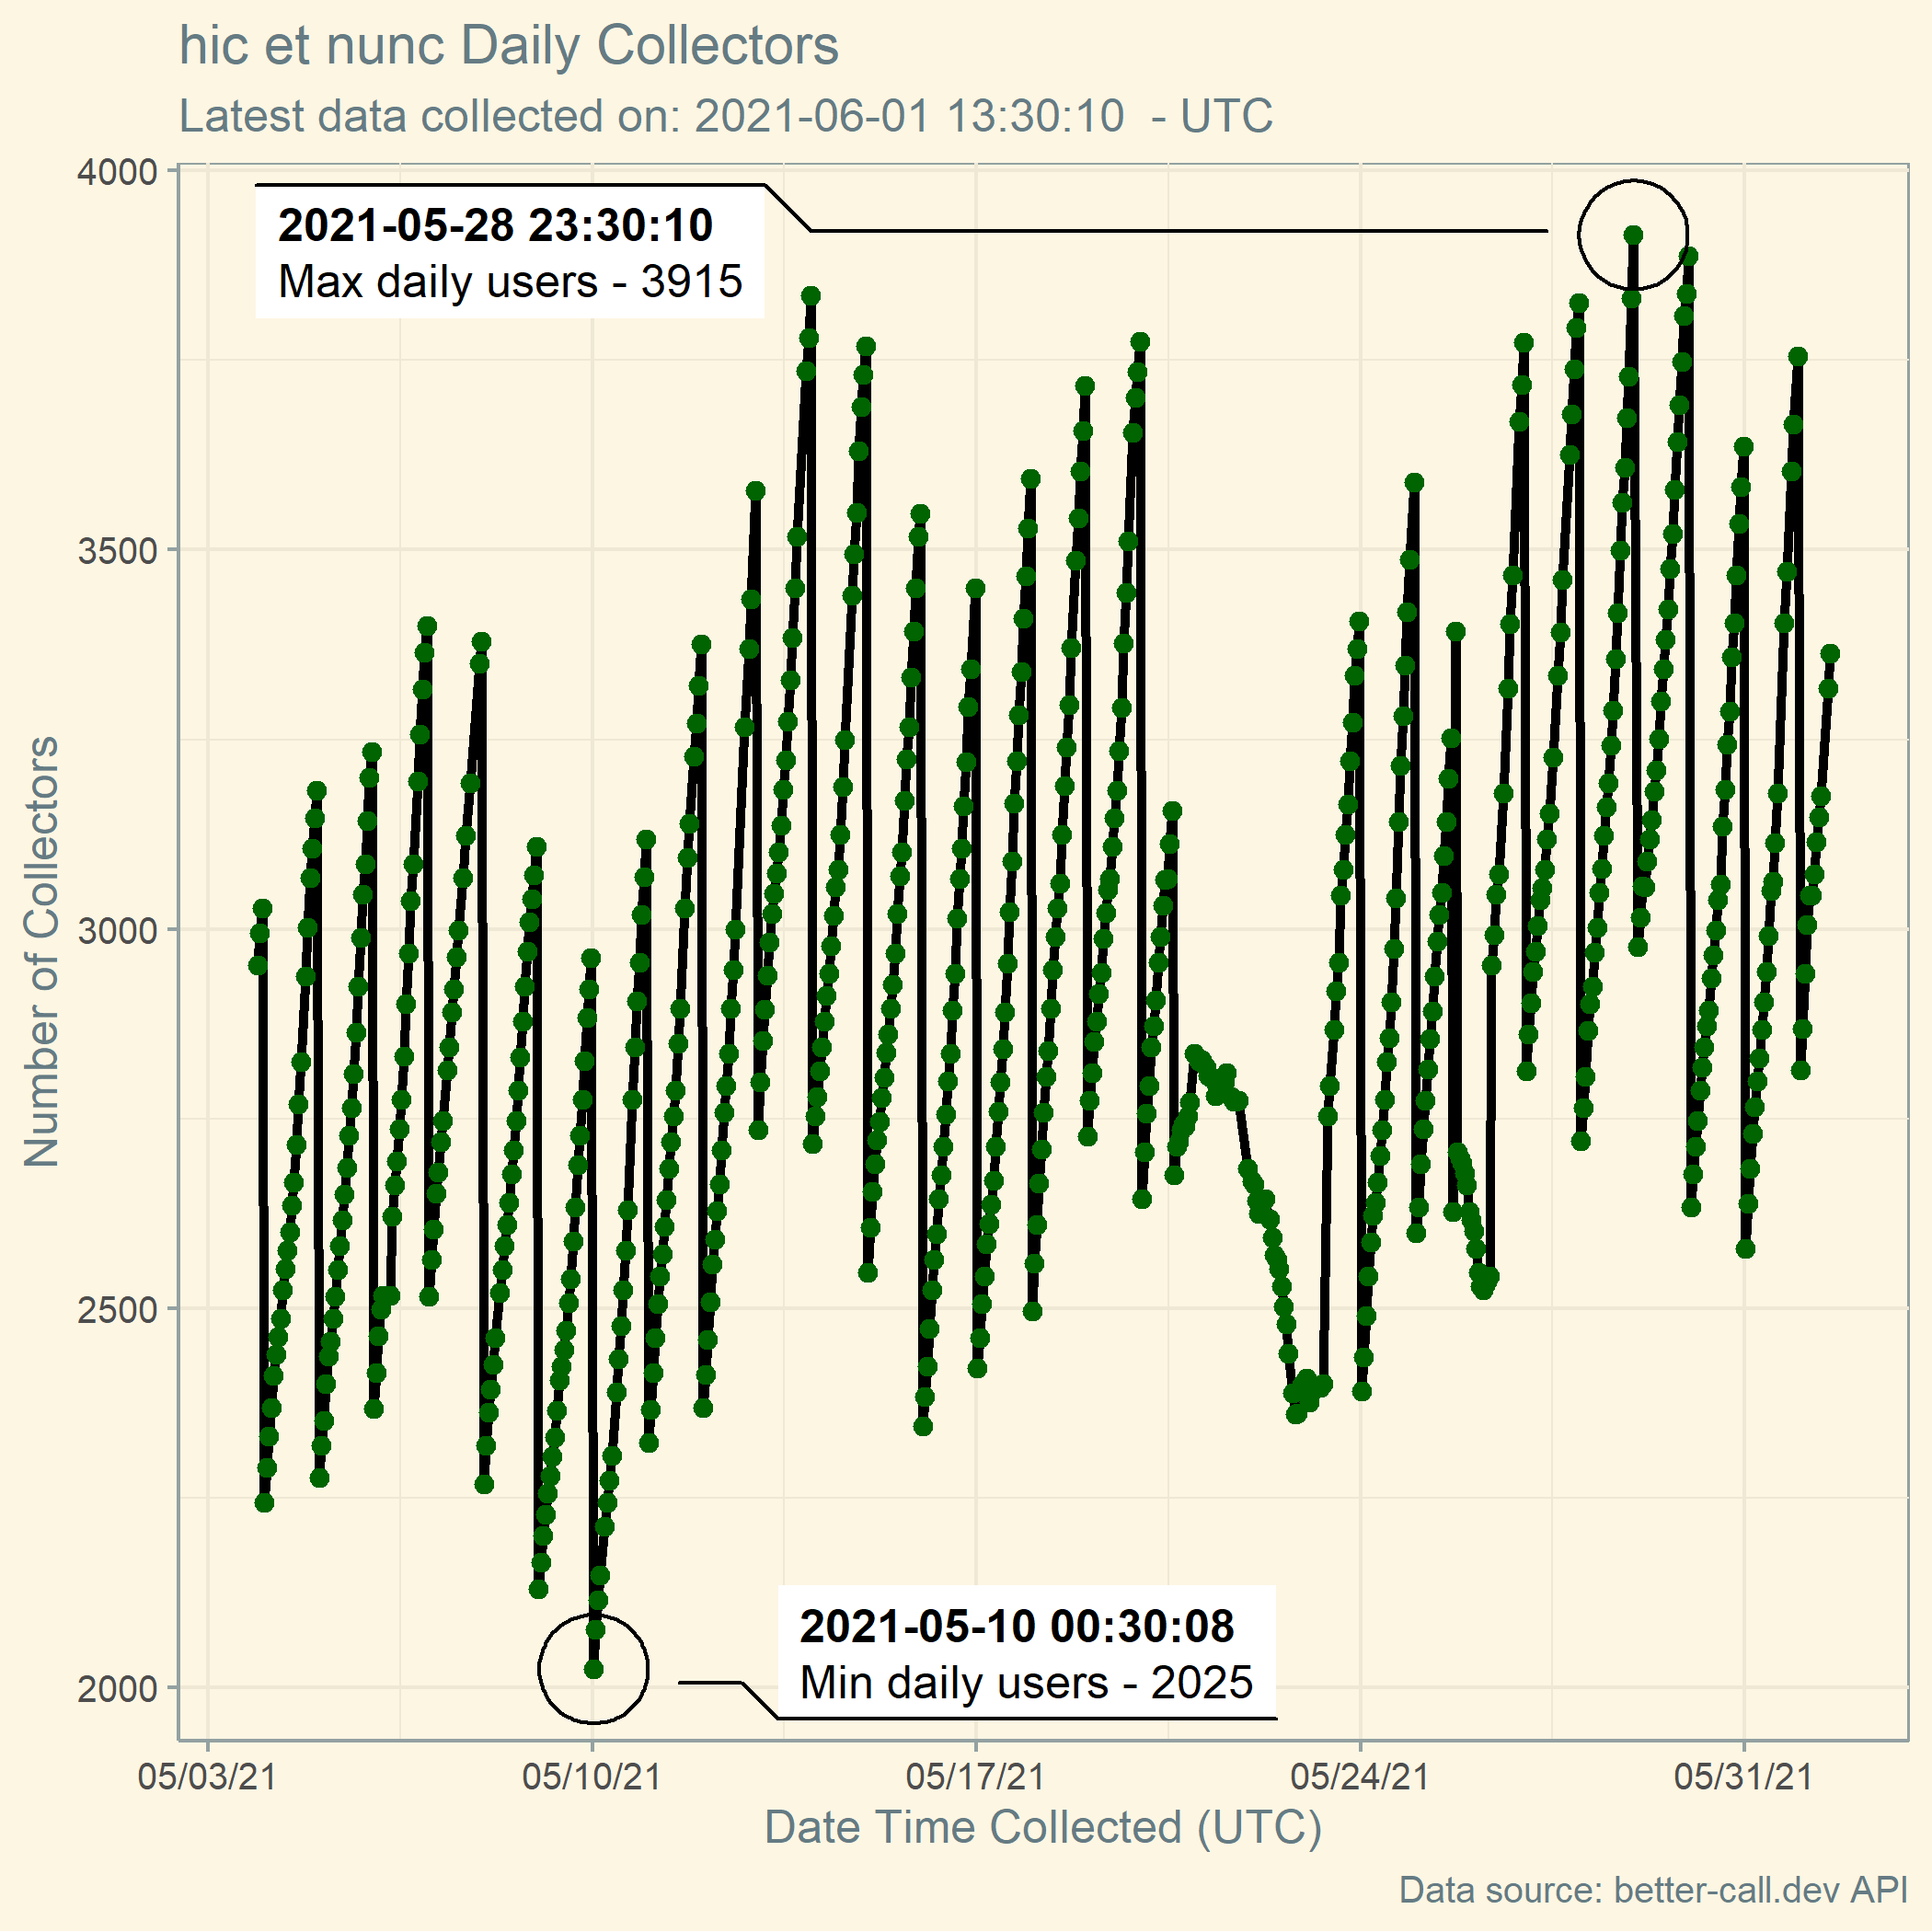 hic et nunc Daily Collectors
Latest data collected on: 2021-06-01 13:30:10  - UTC
4000
3500
3000
2500
2000
Number of Collectors
2021-05-28 23:30:10
Max daily users - 3915
2021-05-10 00:30:08
Min daily users - 2025
05/03/21
05/10/21
05/17/21
05/24/21
05/31/21
Date Time Collected (UTC)
Data source: better-call.dev API